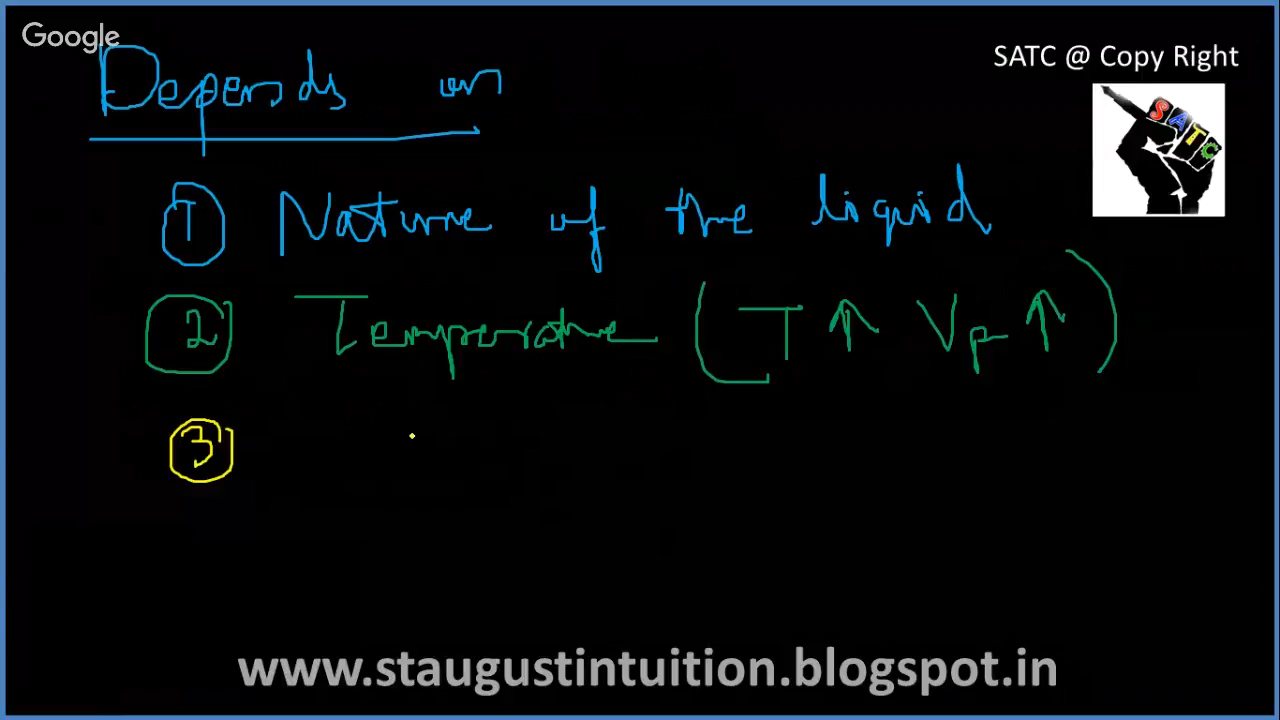 Google
SATC @ Copy Right
SATC
Depends on
1 Nature of the liquid
2 Temperature ( T ↑ Vp ↑ )
3
www.staugustintuition.blogspot.in